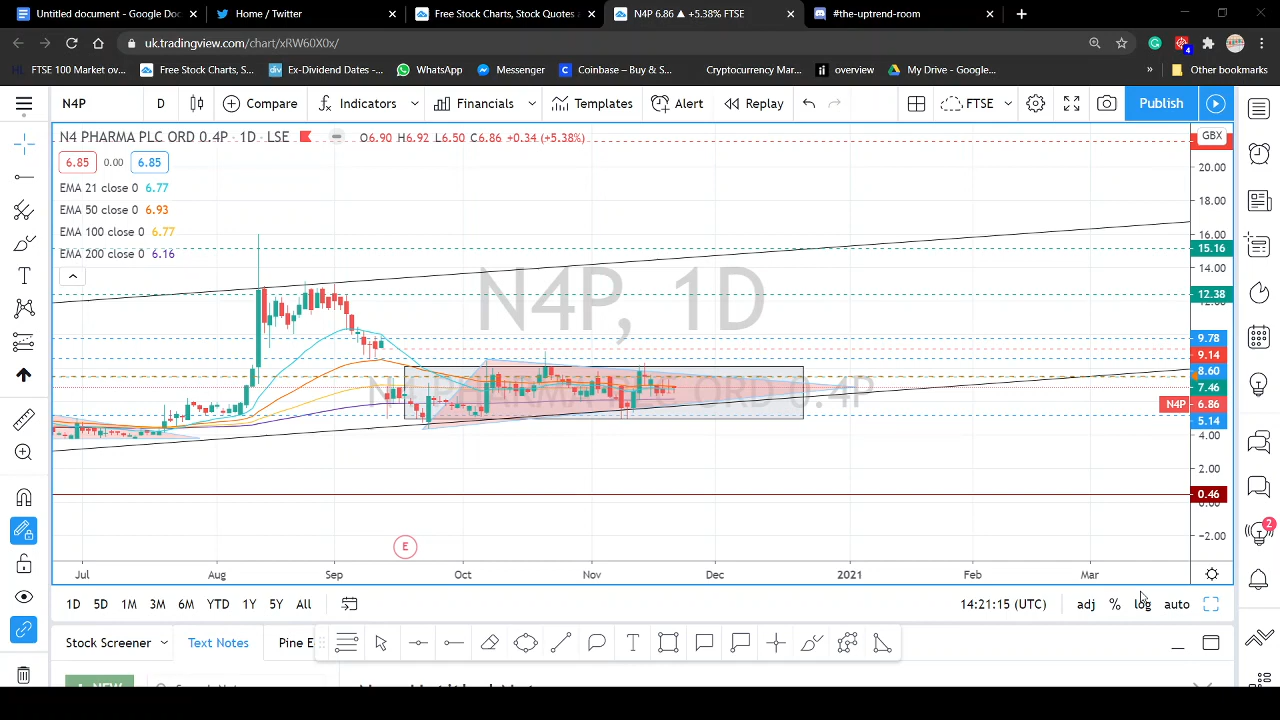 Untitled document - Google Doc
Home / Twitter
Free Stock Charts, Stock Quotes
N4P 6.86 ▲ +5.38% FTSE
#the-uptrend-room
uk.tradingview.com/chart/xRW60X0x/
4
FTSE 100 Market ov...
Free Stock Charts, S...
Ex-Dividend Dates -...
WhatsApp
Messenger
Coinbase – Buy & S...
Cryptocurrency Mar...
overview
My Drive - Google...
»
Other bookmarks
N4P
D
Compare
Indicators
Financials
Templates
Alert
Replay
FTSE
Publish
N4 PHARMA PLC ORD 0.4P · 1D · LSE
O6.90 H6.92 L6.50 C6.86 +0.34 (+5.38%)
GBX
6.85 0.00 6.85
EMA 21 close 0 6.77
EMA 50 close 0 6.93
EMA 100 close 0 6.77
EMA 200 close 0 6.16
N4P, 1D
N4 PHARMA PLC ORD 0.4P
20.00
18.00
16.00
15.16
14.00
12.38
9.78
9.14
8.60
7.46
N4P 6.86
5.14
4.00
2.00
0.46
−2.00
E
Jul Aug Sep Oct Nov Dec 2021 Feb Mar
1D 5D 1M 3M 6M YTD 1Y 5Y All
14:21:15 (UTC)
adj % log auto
2
Stock Screener
Text Notes
Pine E
NEW